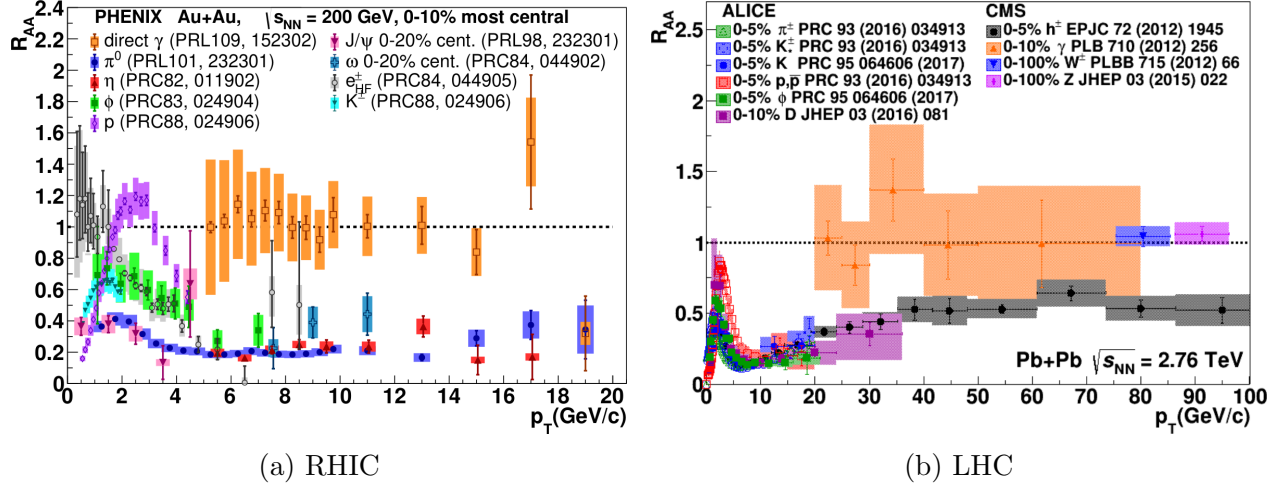 PHENIX Au+Au, √sNN = 200 GeV, 0-10% most central
direct γ (PRL109, 152302)
π⁰ (PRL101, 232301)
η (PRC82, 011902)
φ (PRC83, 024904)
p (PRC88, 024906)
J/ψ 0-20% cent. (PRL98, 232301)
ω 0-20% cent. (PRC84, 044902)
e±HF (PRC84, 044905)
K± (PRC88, 024906)
RAA
2.4
2.2
2
1.8
1.6
1.4
1.2
1
0.8
0.6
0.4
0.2
0
0 2 4 6 8 10 12 14 16 18 20
pT(GeV/c)
(a) RHIC
ALICE
0-5% π± PRC 93 (2016) 034913
0-5% K± PRC 93 (2016) 034913
0-5% K PRC 95 064606 (2017)
0-5% p,p̅ PRC 93 (2016) 034913
0-5% φ PRC 95 064606 (2017)
0-10% D JHEP 03 (2016) 081
CMS
0-5% h± EPJC 72 (2012) 1945
0-10% γ PLB 710 (2012) 256
0-100% W± PLBB 715 (2012) 66
0-100% Z JHEP 03 (2015) 022
RAA
2.5
2
1.5
1
0.5
0
Pb+Pb √sNN = 2.76 TeV
0 10 20 30 40 50 60 70 80 90 100
pT(GeV/c)
(b) LHC